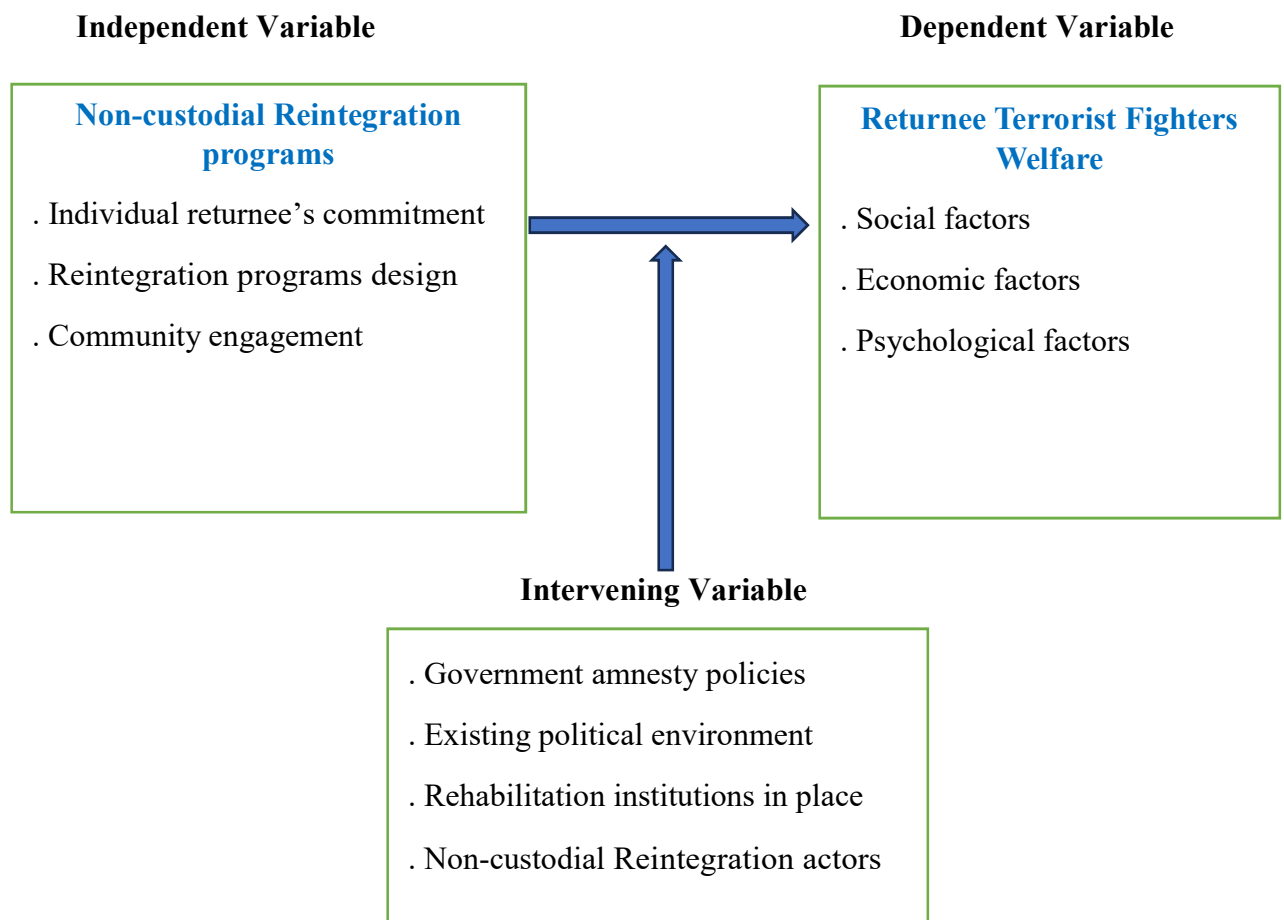 Independent Variable
Dependent Variable
Non-custodial Reintegration
programs
. Individual returnee’s commitment
. Reintegration programs design
. Community engagement
Returnee Terrorist Fighters
Welfare
. Social factors
. Economic factors
. Psychological factors
Intervening Variable
. Government amnesty policies
. Existing political environment
. Rehabilitation institutions in place
. Non-custodial Reintegration actors